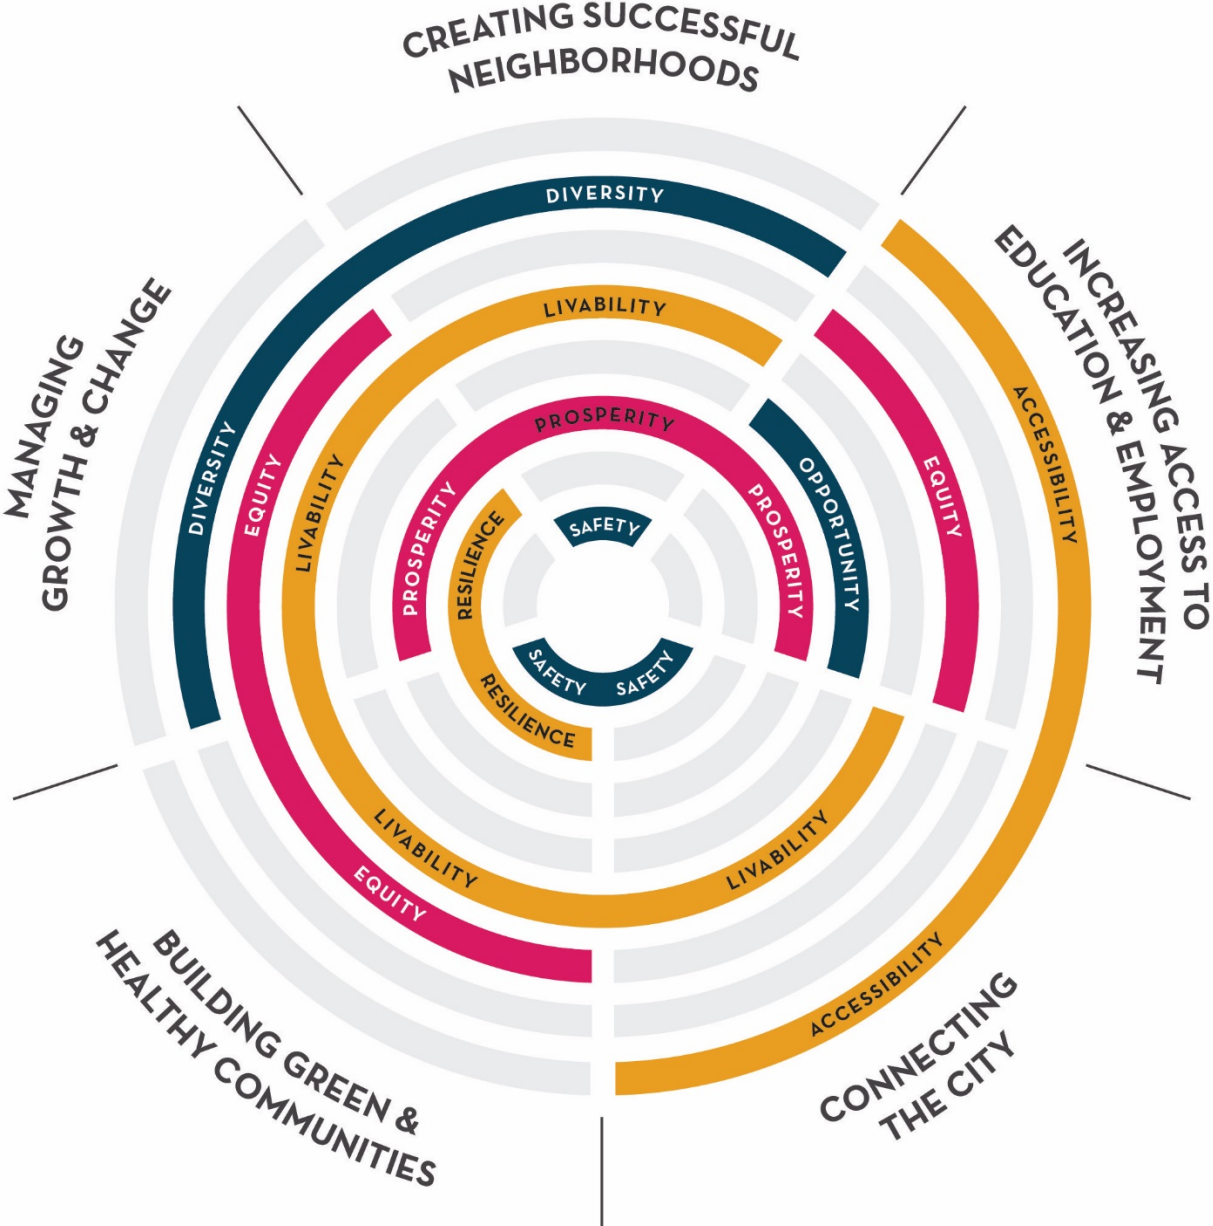 CREATING SUCCESSFUL
NEIGHBORHOODS
INCREASING ACCESS TO
EDUCATION & EMPLOYMENT
CONNECTING
THE CITY
BUILDING GREEN &
HEALTHY COMMUNITIES
MANAGING
GROWTH & CHANGE
DIVERSITY
DIVERSITY
ACCESSIBILITY
ACCESSIBILITY
EQUITY
EQUITY
EQUITY
LIVABILITY
LIVABILITY
LIVABILITY
LIVABILITY
OPPORTUNITY
PROSPERITY
PROSPERITY
PROSPERITY
RESILIENCE
RESILIENCE
SAFETY
SAFETY
SAFETY